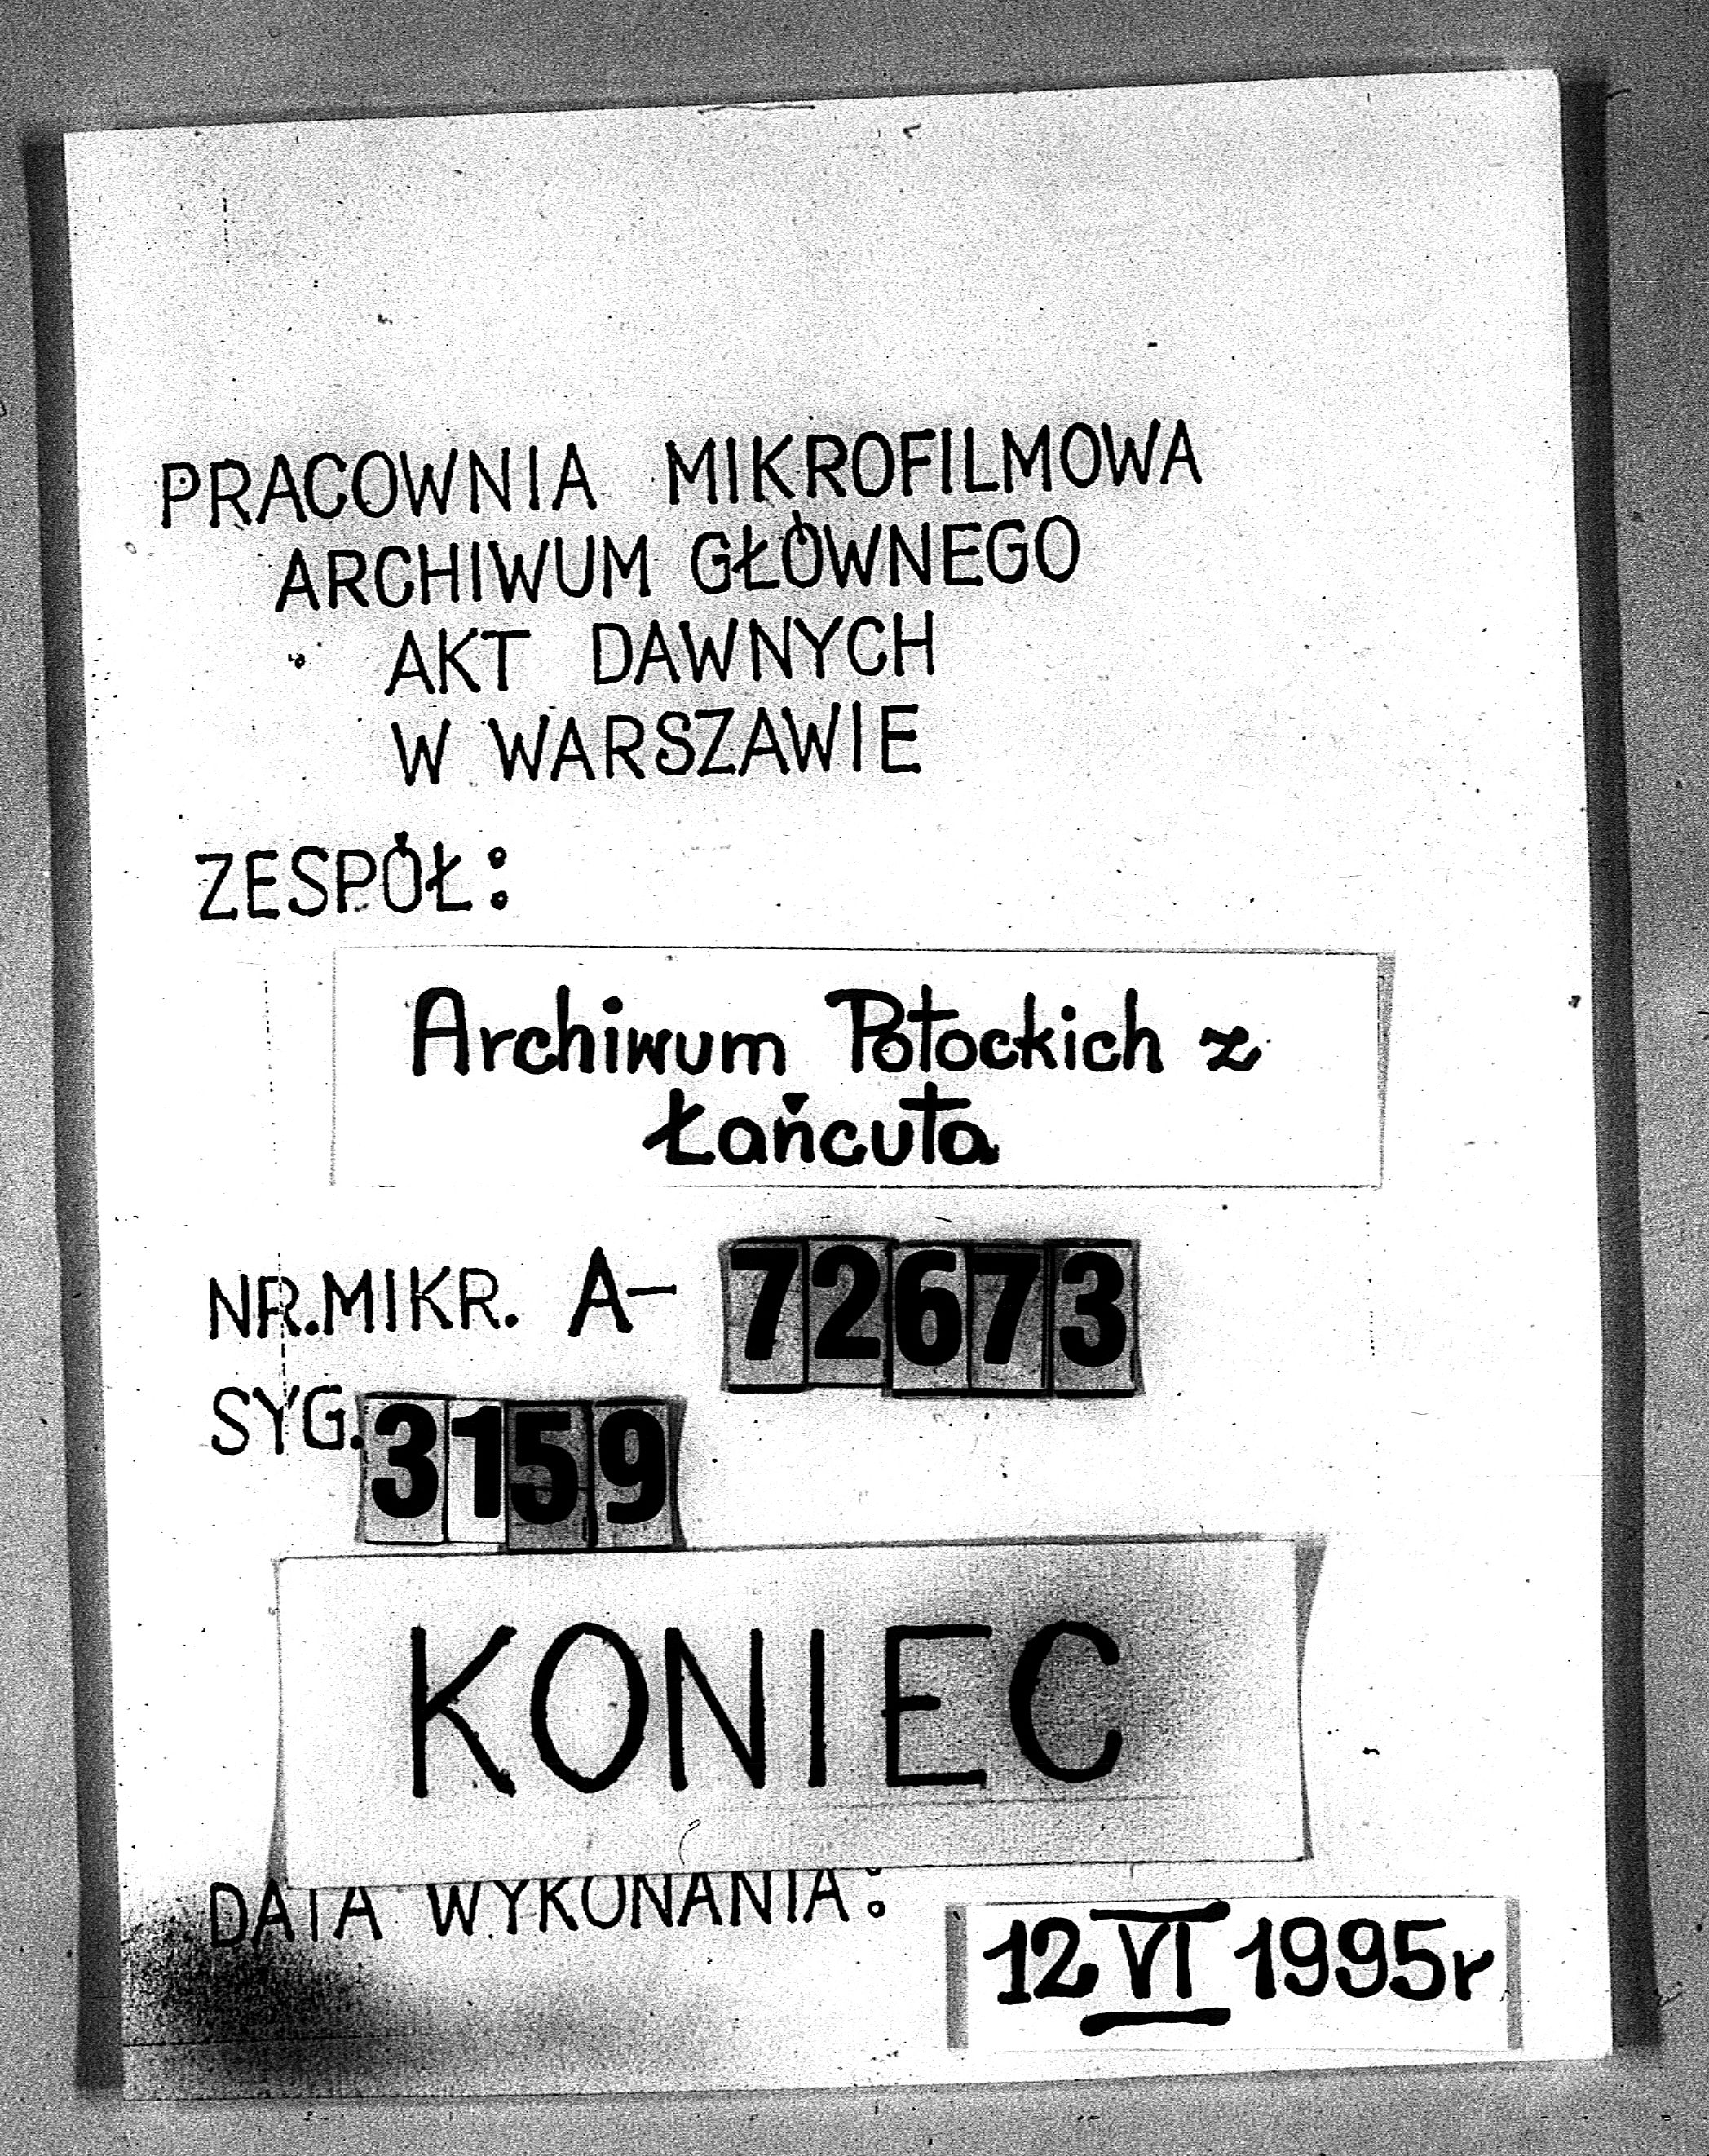 PRACOWNIA MIKROFILMOWA
ARCHIWUM GŁÓWNEGO
AKT DAWNYCH
W WARSZAWIE
ZESPÓŁ:
Archiwum Potockich z
Łańcuta
NR.MIKR. A- 72673
SYG. 3159
KONIEC
DATA WYKONANIA:
12 VI 1995r